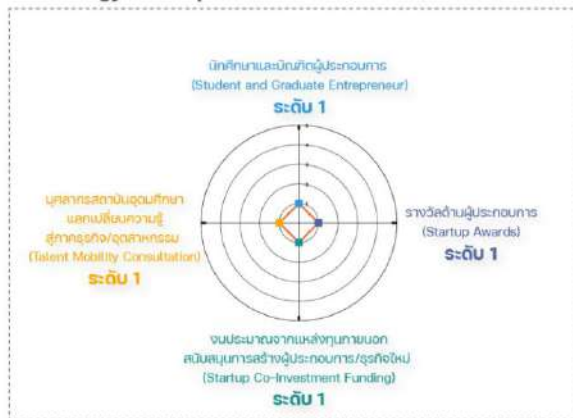 นักศึกษาและบัณฑิตผู้ประกอบการ
(Student and Graduate Entrepreneur)
ระดับ 1
บุคลากรสถาบันอุดมศึกษา
แลกเปลี่ยนความรู้
สู่ภาคธุรกิจ/อุตสาหกรรม
(Talent Mobility Consultation)
ระดับ 1
รางวัลด้านผู้ประกอบการ
(Startup Awards)
ระดับ 1
งบประมาณจากแหล่งทุนภายนอก
สนับสนุนการสร้างผู้ประกอบการ/ธุรกิจใหม่
(Startup Co-Investment Funding)
ระดับ 1